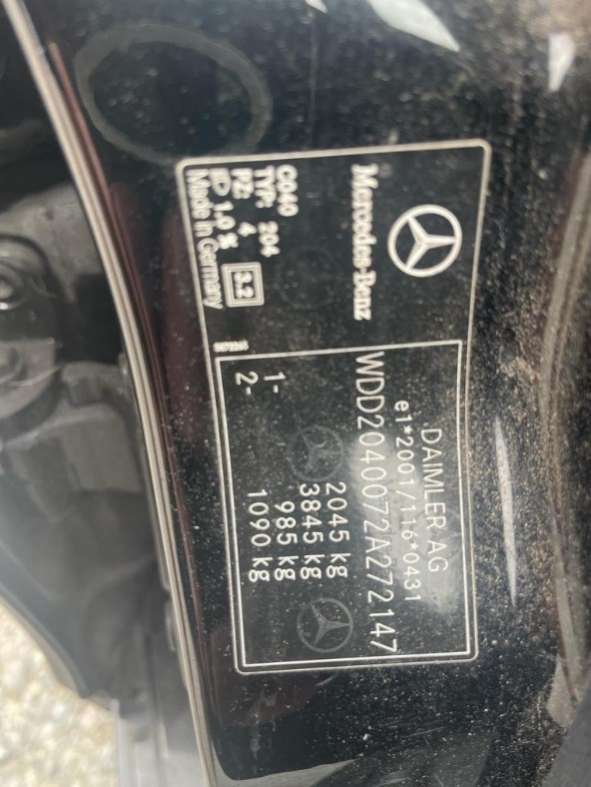 Mercedes-Benz
C040
TYP: 204
PZ: 4
1,0 %
3.2
Made in Germany
DAIMLER AG
e1*2001/116*0431
WDD2040072A272147
2045 kg
3845 kg
1- 985 kg
2- 1090 kg